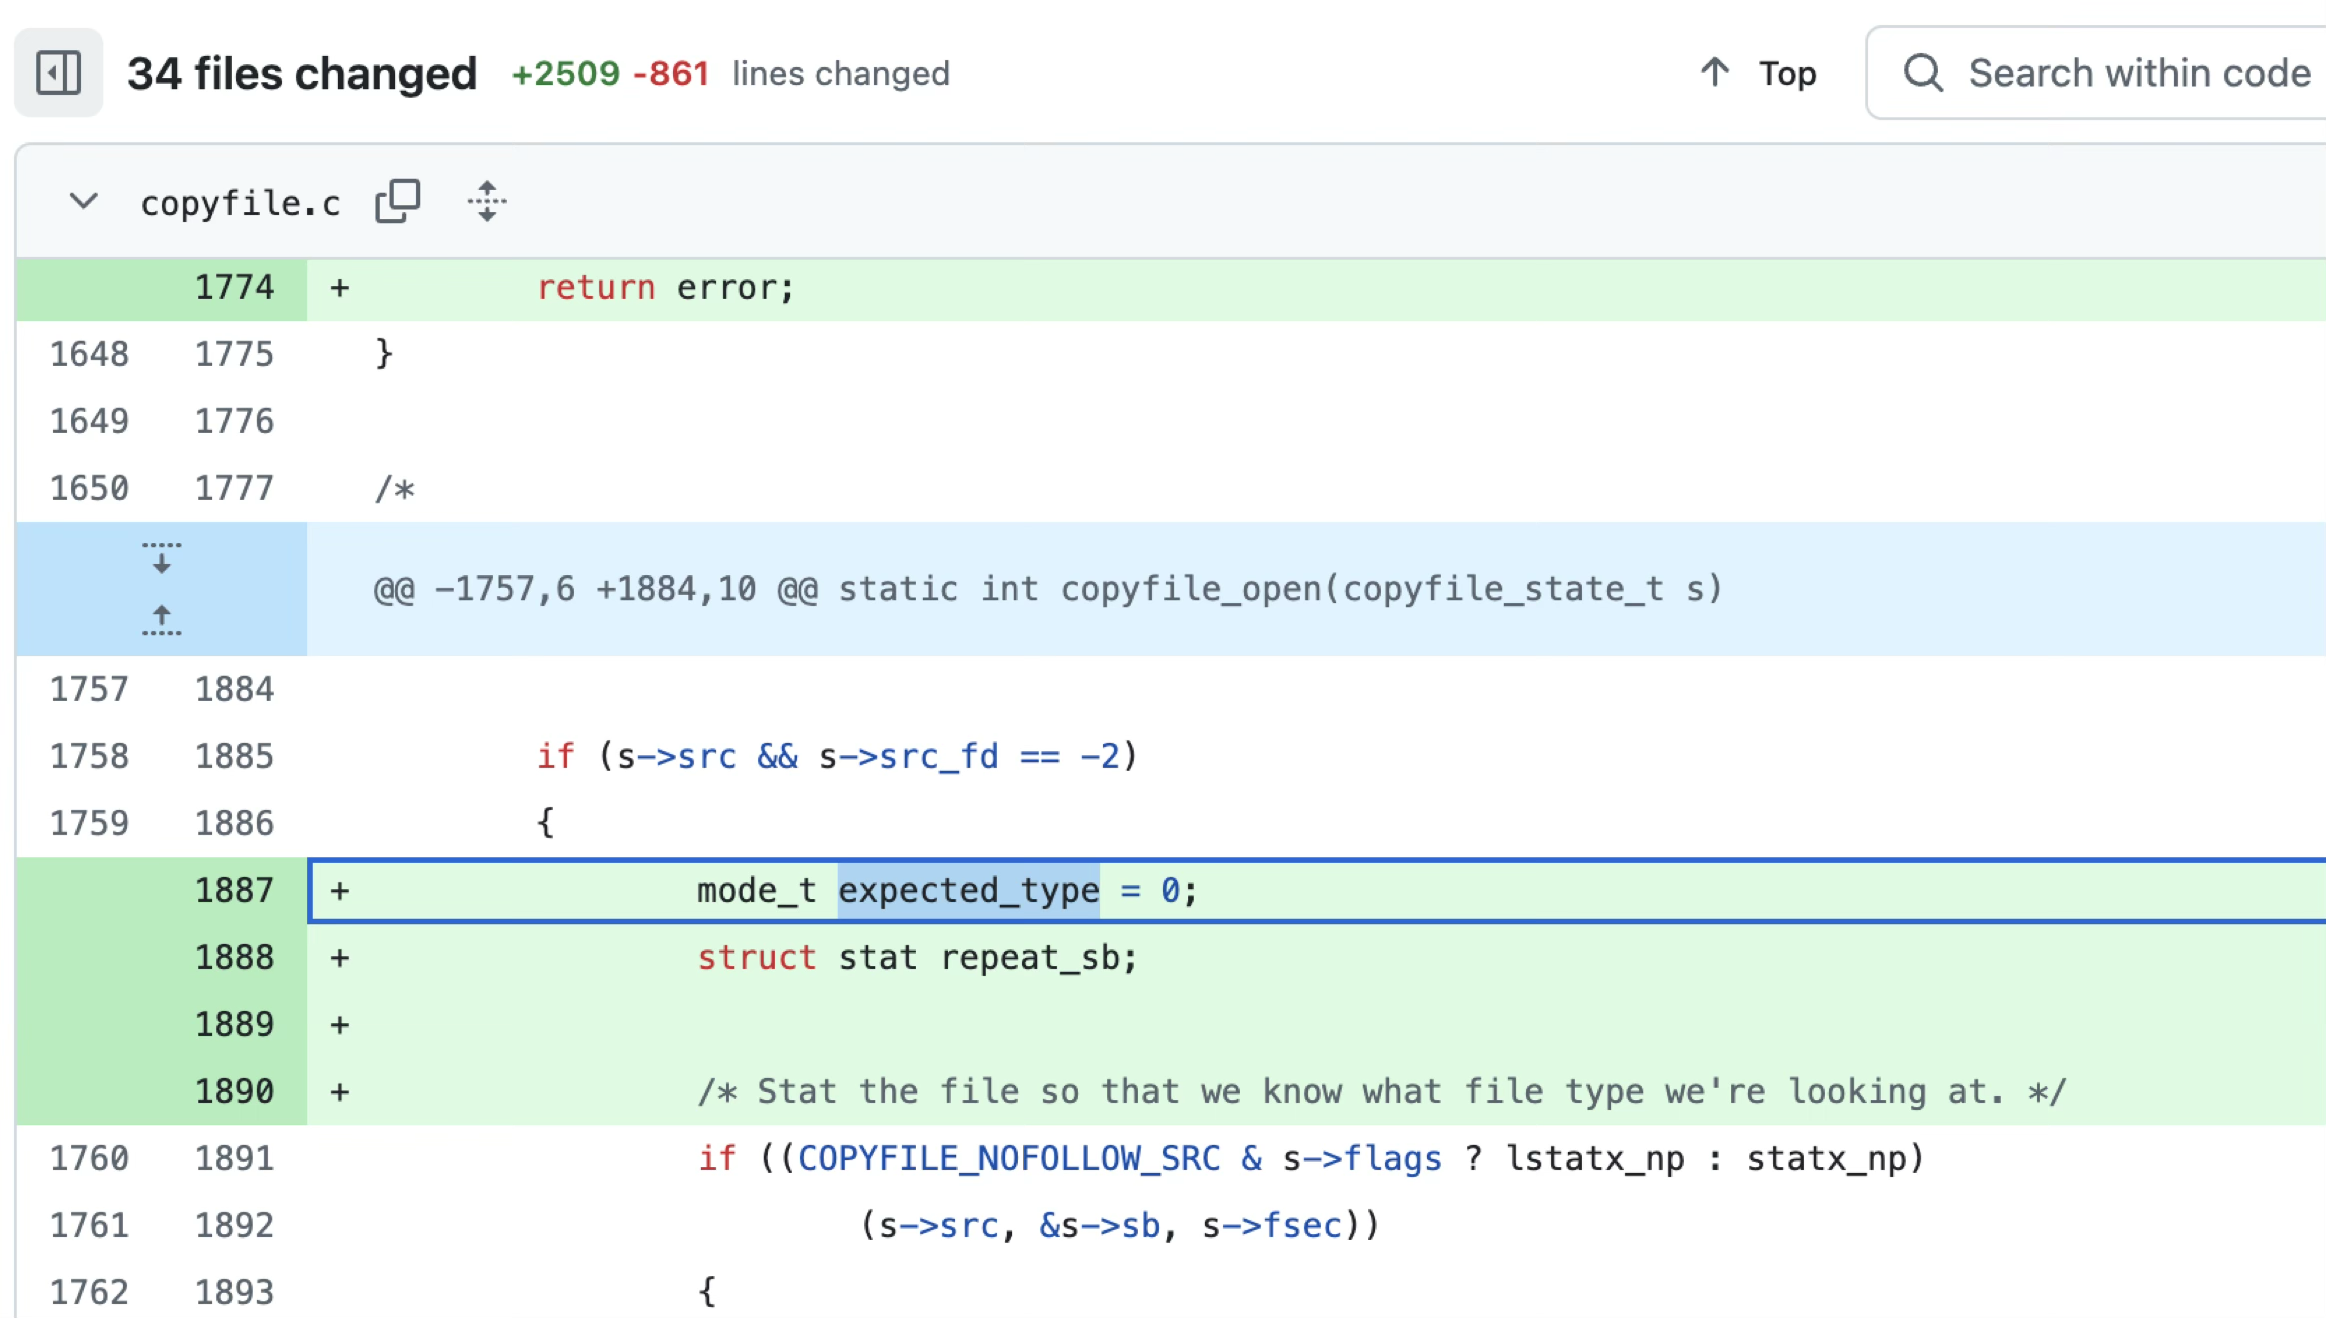 34 files changed +2509 -861 lines changed ↑ Top Search within code
copyfile.c
1774 + return error;
1648 1775 }
1649 1776
1650 1777 /*
@@ -1757,6 +1884,10 @@ static int copyfile_open(copyfile_state_t s)
1757 1884
1758 1885 if (s->src && s->src_fd == -2)
1759 1886 {
1887 + mode_t expected_type = 0;
1888 + struct stat repeat_sb;
1889 +
1890 + /* Stat the file so that we know what file type we're looking at. */
1760 1891 if ((COPYFILE_NOFOLLOW_SRC & s->flags ? lstatx_np : statx_np)
1761 1892 (s->src, &s->sb, s->fsec))
1762 1893 {